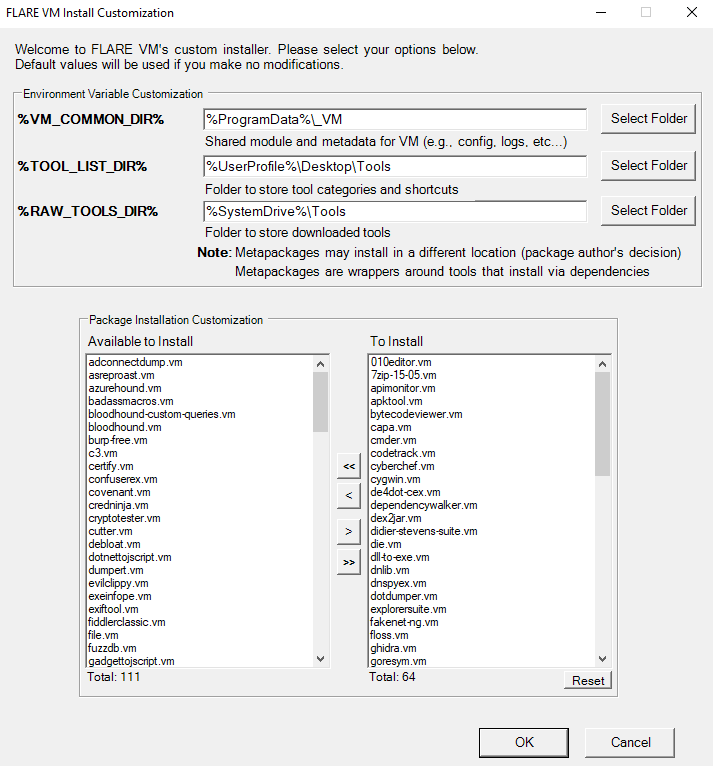 FLARE VM Install Customization
Welcome to FLARE VM's custom installer. Please select your options below.
Default values will be used if you make no modifications.
Environment Variable Customization
%VM_COMMON_DIR%
%ProgramData%\_VM
Select Folder
Shared module and metadata for VM (e.g., config, logs, etc...)
%TOOL_LIST_DIR%
%UserProfile%\Desktop\Tools
Select Folder
Folder to store tool categories and shortcuts
%RAW_TOOLS_DIR%
%SystemDrive%\Tools
Select Folder
Folder to store downloaded tools
Note: Metapackages may install in a different location (package author's decision)
Metapackages are wrappers around tools that install via dependencies
Package Installation Customization
Available to Install
adconnectdump.vm
asreproast.vm
azurehound.vm
badassmacros.vm
bloodhound-custom-queries.vm
bloodhound.vm
burp-free.vm
c3.vm
certify.vm
confuserex.vm
covenant.vm
credninja.vm
cryptotester.vm
cutter.vm
debloat.vm
dotnettojscript.vm
dumpert.vm
evilclippy.vm
exeinfope.vm
exiftool.vm
fiddlerclassic.vm
file.vm
fuzzdb.vm
gadgettojscript.vm
Total: 111
<<
<
>
>>
To Install
010editor.vm
7zip-15-05.vm
apimonitor.vm
apktool.vm
bytecodeviewer.vm
capa.vm
cmder.vm
codetrack.vm
cyberchef.vm
cygwin.vm
de4dot-cex.vm
dependencywalker.vm
dex2jar.vm
didier-stevens-suite.vm
die.vm
dll-to-exe.vm
dnlib.vm
dnspyex.vm
dotdumper.vm
explorersuite.vm
fakenet-ng.vm
floss.vm
ghidra.vm
goresym.vm
Total: 64
Reset
OK
Cancel